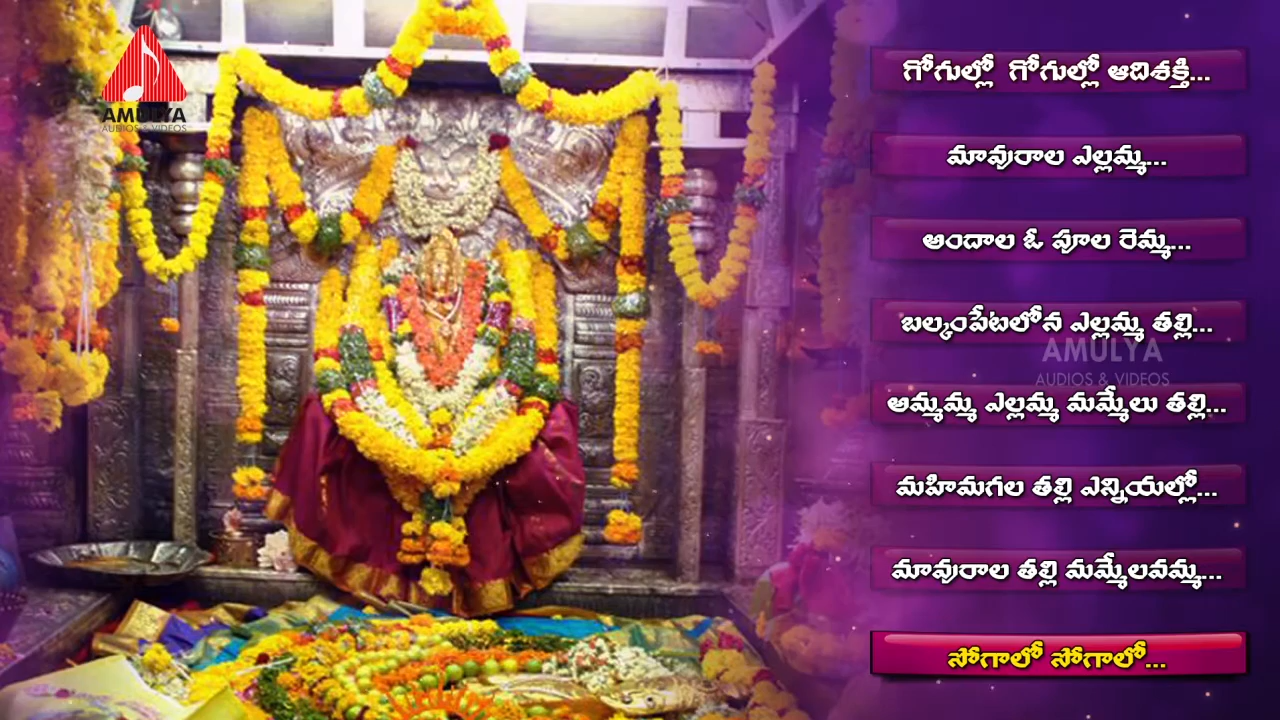 AMULYA
AUDIOS & VIDEOS
గోగుల్లో గోగుల్లో ఆదిశక్తి...
మావురాల ఎల్లమ్మ...
అందాల ఓ పూల రెమ్మ...
బల్కంపేటలోన ఎల్లమ్మ తల్లి...
AMULYA
AUDIOS & VIDEOS
అమ్మమ్మ ఎల్లమ్మ మమ్మేలు తల్లి...
మహిమగల తల్లి ఎన్నియల్లో...
మావురాల తల్లి మమ్మేలవమ్మ...
సోగాలో సోగాలో...